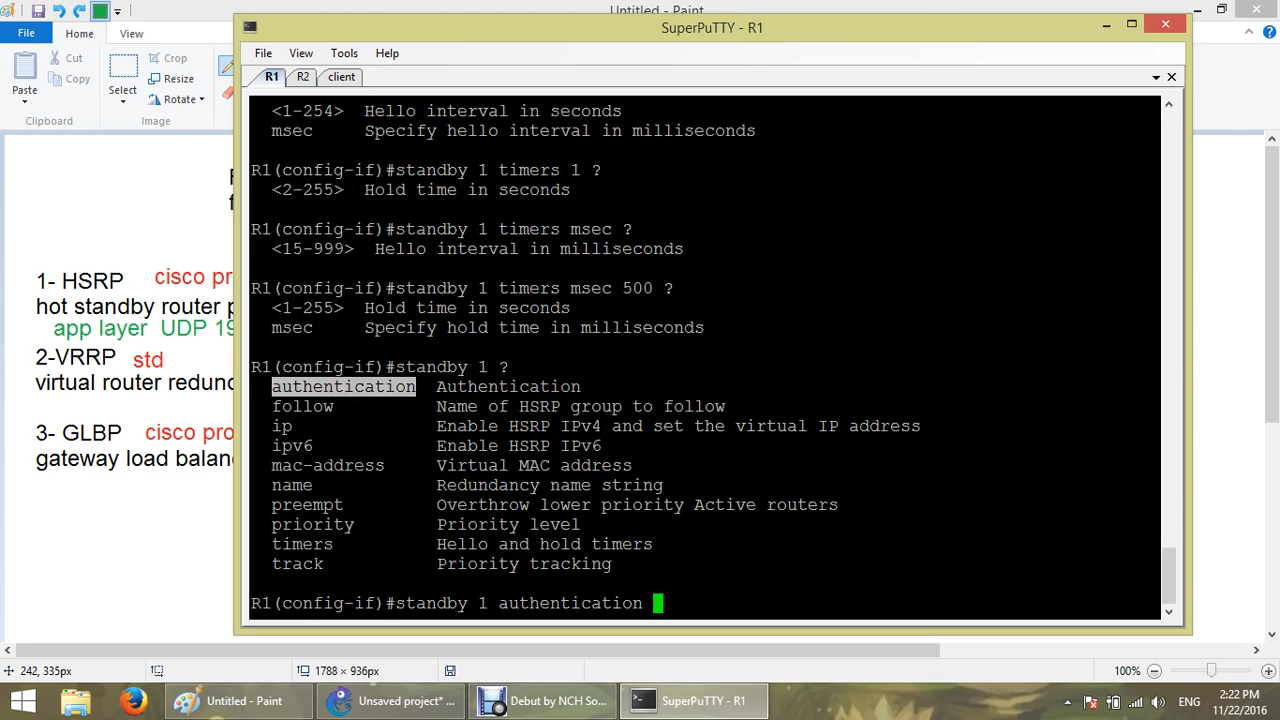 Untitled - Paint
File
Home
View
Paste
Cut
Copy
Clipboard
Select
Crop
Resize
Rotate
Image
1- HSRP cisco pr
hot standby router p
app layer UDP 19
2-VRRP std
virtual router redun
3- GLBP cisco pro
gateway load balan
SuperPuTTY - R1
File View Tools Help
R1 R2 client
<1-254> Hello interval in seconds
msec Specify hello interval in milliseconds
R1(config-if)#standby 1 timers 1 ?
<2-255> Hold time in seconds
R1(config-if)#standby 1 timers msec ?
<15-999> Hello interval in milliseconds
R1(config-if)#standby 1 timers msec 500 ?
<1-255> Hold time in seconds
msec Specify hold time in milliseconds
R1(config-if)#standby 1 ?
authentication Authentication
follow Name of HSRP group to follow
ip Enable HSRP IPv4 and set the virtual IP address
ipv6 Enable HSRP IPv6
mac-address Virtual MAC address
name Redundancy name string
preempt Overthrow lower priority Active routers
priority Priority level
timers Hello and hold timers
track Priority tracking
R1(config-if)#standby 1 authentication
242, 335px
1788 × 936px
100%
Untitled - Paint
Unsaved project* ...
Debut by NCH So...
SuperPuTTY - R1
ENG
2:22 PM
11/22/2016